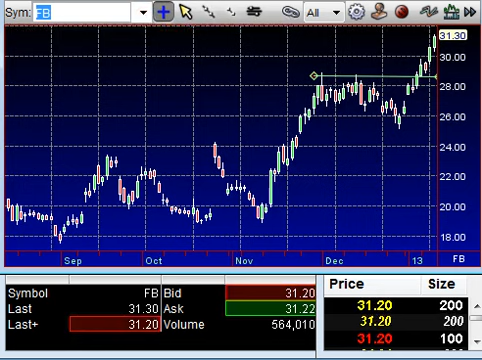 Sym: FB All
31.30
30.00
28.00
26.00
24.00
22.00
20.00
18.00
Sep Oct Nov Dec 13 FB
Symbol FB Bid 31.20
Last 31.30 Ask 31.22
Last+ 31.20 Volume 564,010
Price Size
31.20 200
31.20 200
31.20 100